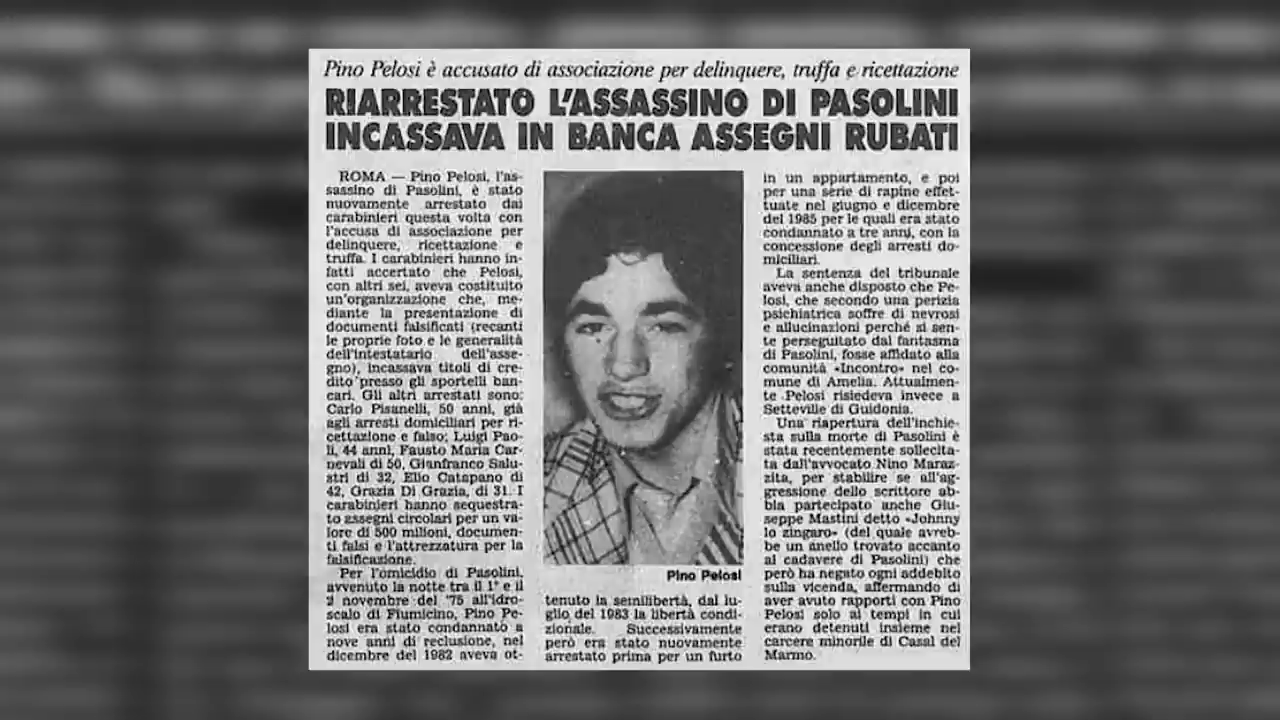 Pino Pelosi è accusato di associazione per delinquere, truffa e ricettazione
RIARRESTATO L'ASSASSINO DI PASOLINI
INCASSAVA IN BANCA ASSEGNI RUBATI
ROMA — Pino Pelosi, l'as-
sassino di Pasolini, è stato
nuovamente arrestato dai
carabinieri questa volta con
l'accusa di associazione per
delinquere, ricettazione e
truffa. I carabinieri hanno in-
fatti accertato che Pelosi,
con altri sei, aveva costituito
un'organizzazione che, me-
diante la presentazione di
documenti falsificati (recanti
le proprie foto e le generalità
dell'intestatario dell'asse-
gno), incassava titoli di cre-
dito presso gli sportelli ban-
cari. Gli altri arrestati sono:
Carlo Pisanelli, 50 anni, già
agli arresti domiciliari per ri-
cettazione e falso; Luigi Pao-
li, 44 anni, Fausto Maria Car-
nevali di 50, Gianfranco Salu-
stri di 32, Elio Catapano di
42, Grazia Di Grazia, di 31. I
carabinieri hanno sequestra-
to assegni circolari per un va-
lore di 500 milioni, documen-
ti falsi e l'attrezzatura per la
falsificazione.
Per l'omicidio di Pasolini,
avvenuto la notte tra il 1° e il
2 novembre del '75 all'idro-
scalo di Fiumicino, Pino Pe-
losi era stato condannato a
nove anni di reclusione, nel
dicembre del 1982 aveva ot-
Pino Pelosi
tenuto la semilibertà, dal lu-
glio del 1983 la libertà condi-
zionale. Successivamente
però era stato nuovamente
arrestato prima per un furto
in un appartamento, e poi
per una serie di rapine effet-
tuate nel giugno e dicembre
del 1985 per le quali era stato
condannato a tre anni, con la
concessione degli arresti do-
miciliari.
La sentenza del tribunale
aveva anche disposto che Pe-
losi, che secondo una perizia
psichiatrica soffre di nevrosi
e allucinazioni perché si sen-
te perseguitato dal fantasma
di Pasolini, fosse affidato alla
comunità «Incontro» nel co-
mune di Amelia. Attualmen-
te Pelosi risiedeva invece a
Setteville di Guidonia.
Una riapertura dell'inchie-
sta sulla morte di Pasolini è
stata recentemente sollecita-
ta dall'avvocato Nino Maraz-
zita, per stabilire se all'ag-
gressione dello scrittore ab-
bia partecipato anche Giu-
seppe Mastini detto «Johnny
lo zingaro» (del quale avreb-
be un anello trovato accanto
al cadavere di Pasolini) che
però ha negato ogni addebito
sulla vicenda, affermando di
aver avuto rapporti con Pino
Pelosi solo ai tempi in cui
erano detenuti insieme nel
carcere minorile di Casal del
Marmo.